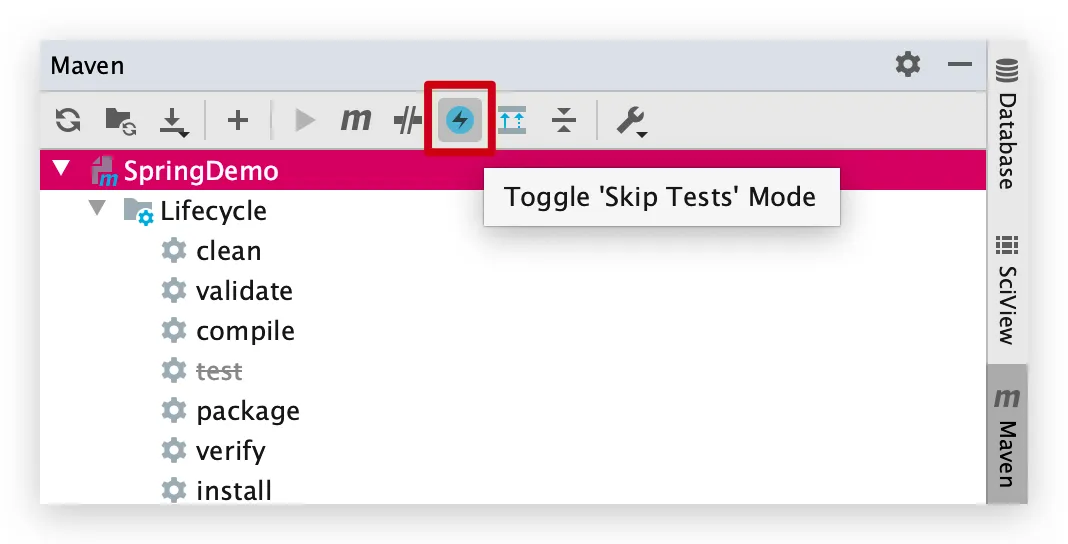 Maven
m
SpringDemo
Toggle 'Skip Tests' Mode
Lifecycle
clean
validate
compile
test
package
verify
install
Database
SciView
m Maven